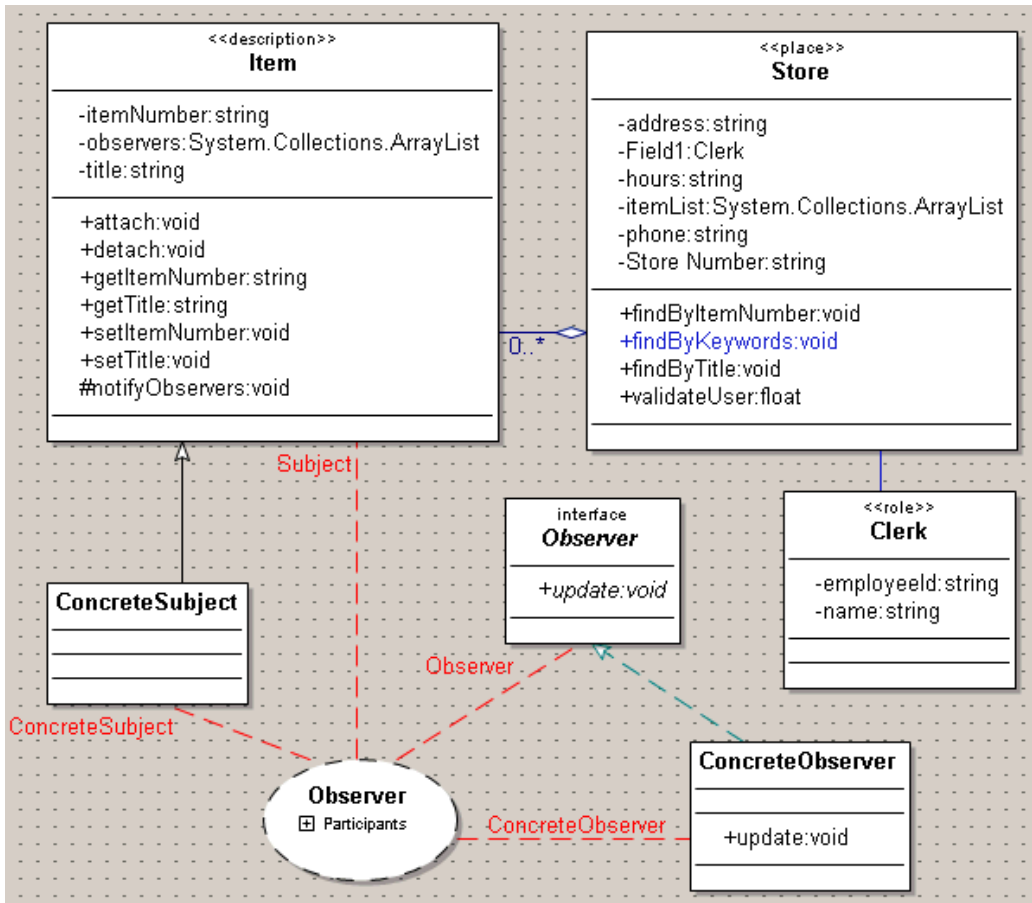 <<description>>
Item
-itemNumber:string
-observers:System.Collections.ArrayList
-title:string
+attach:void
+detach:void
+getItemNumber:string
+getTitle:string
+setItemNumber:void
+setTitle:void
#notifyObservers:void
<<place>>
Store
-address:string
-Field1:Clerk
-hours:string
-itemList:System.Collections.ArrayList
-phone:string
-Store Number:string
+findByItemNumber:void
+findByKeywords:void
+findByTitle:void
+validateUser:float
0..*
Subject
interface
Observer
+update:void
<<role>>
Clerk
-employeeId:string
-name:string
ConcreteSubject
Observer
ConcreteSubject
Observer
Participants
ConcreteObserver
ConcreteObserver
+update:void